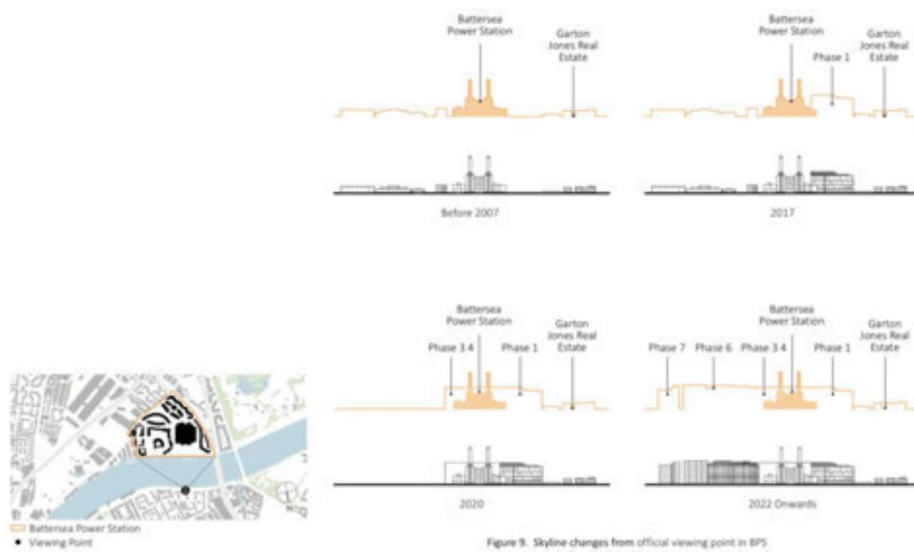 Battersea
Power Station
Garton
Jones Real
Estate
Before 2007
Battersea
Power Station
Phase 1
Garton
Jones Real
Estate
2017
Battersea
Power Station
Phase 3 4
Phase 1
Garton
Jones Real
Estate
2020
Battersea
Power Station
Phase 7
Phase 6
Phase 3 4
Phase 1
Garton
Jones Real
Estate
2022 Onwards
Battersea Power Station
Viewing Point
Figure 9. Skyline changes from official viewing point in BPS